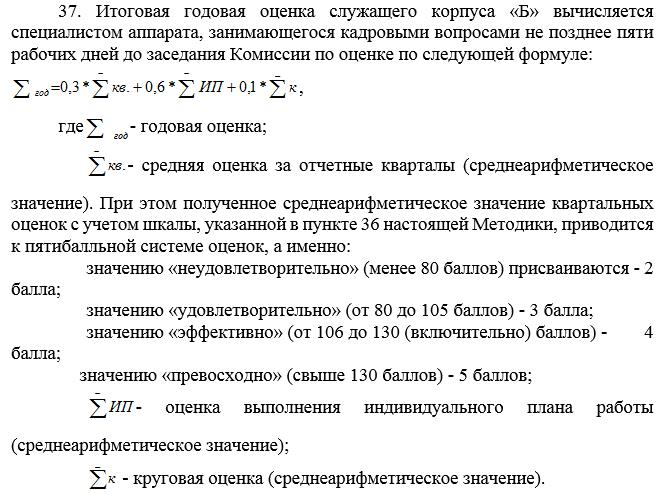 37. Итоговая годовая оценка служащего корпуса «Б» вычисляется
специалистом аппарата, занимающегося кадровыми вопросами не позднее пяти
рабочих дней до заседания Комиссии по оценке по следующей формуле:
∑ год=0,3*∑ кв.+0,6*∑ ИП+0,1*∑ к,
где∑ год- годовая оценка;
∑ кв.- средняя оценка за отчетные кварталы (среднеарифметическое
значение). При этом полученное среднеарифметическое значение квартальных
оценок с учетом шкалы, указанной в пункте 36 настоящей Методики, приводится
к пятибалльной системе оценок, а именно:
значению «неудовлетворительно» (менее 80 баллов) присваиваются - 2
балла;
значению «удовлетворительно» (от 80 до 105 баллов) - 3 балла;
значению «эффективно» (от 106 до 130 (включительно) баллов) - 4
балла;
значению «превосходно» (свыше 130 баллов) - 5 баллов;
∑ ИП- оценка выполнения индивидуального плана работы
(среднеарифметическое значение);
∑ к - круговая оценка (среднеарифметическое значение).